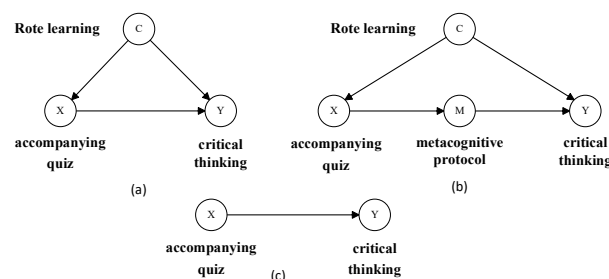 Rote learning C
X Y
accompanying quiz critical thinking
(a)
Rote learning C
X M Y
accompanying quiz metacognitive protocol critical thinking
(b)
X Y
accompanying quiz critical thinking
(c)